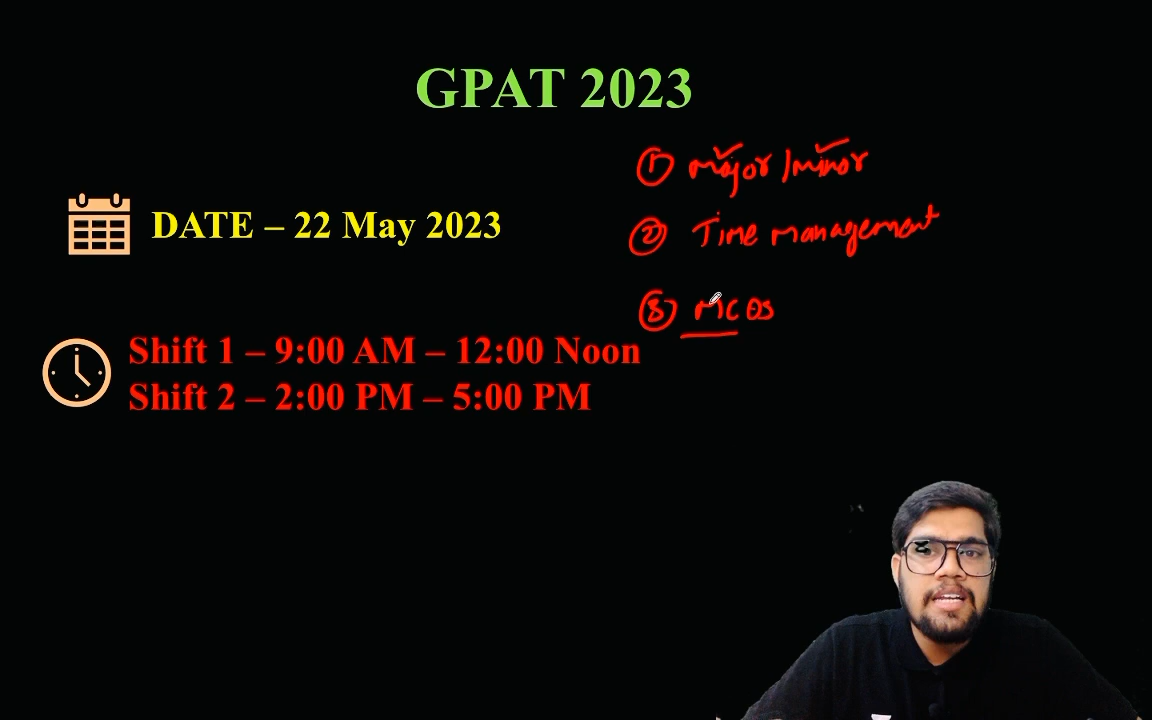 GPAT 2023
① Major/minor
DATE – 22 May 2023
② Time management
③ MCQS
Shift 1 – 9:00 AM – 12:00 Noon
Shift 2 – 2:00 PM – 5:00 PM